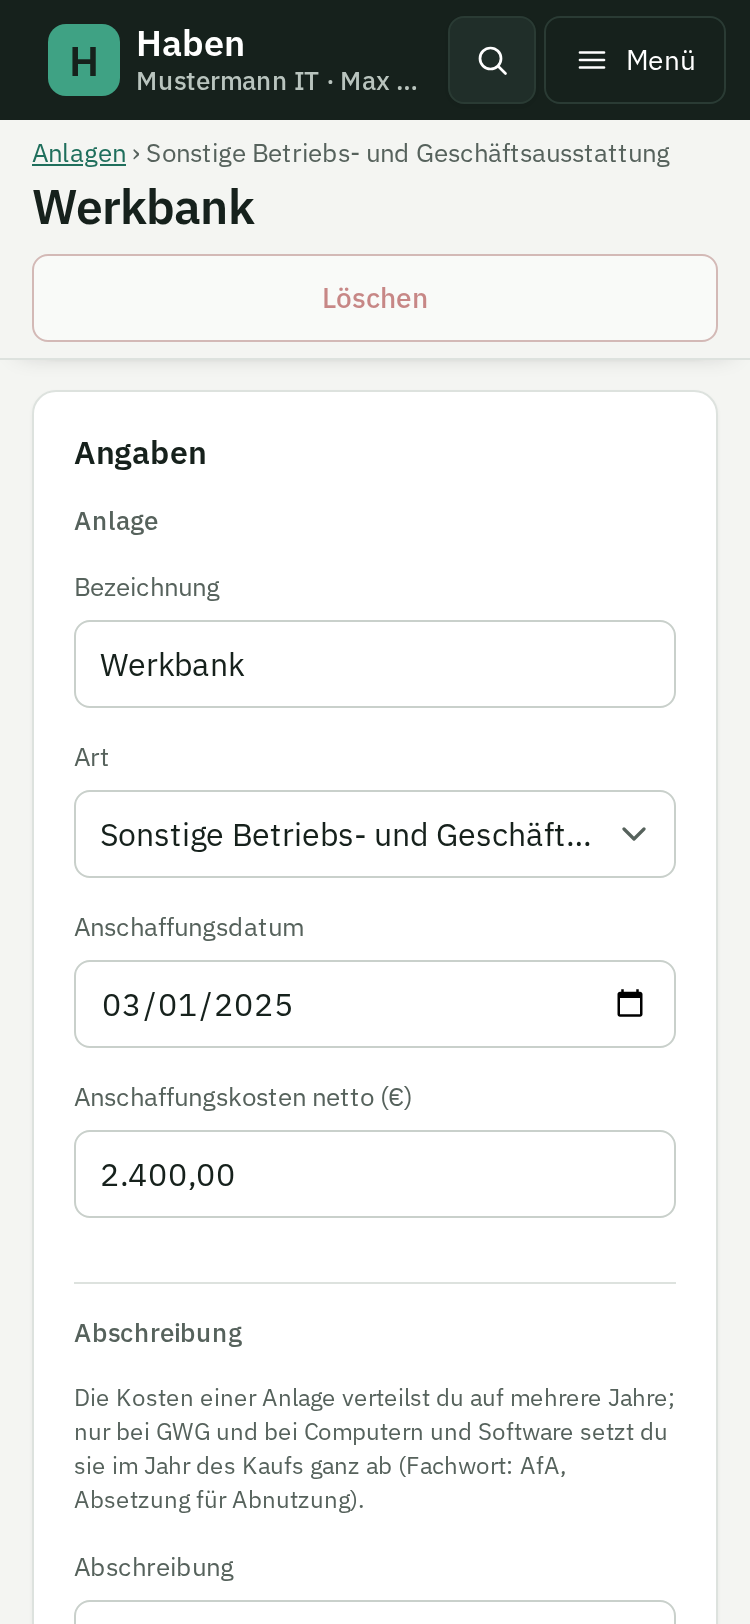 H
Haben
Mustermann IT · Max ...
Menü
Anlagen › Sonstige Betriebs- und Geschäftsausstattung
Werkbank
Löschen
Angaben
Anlage
Bezeichnung
Werkbank
Art
Sonstige Betriebs- und Geschäft...
Anschaffungsdatum
03/01/2025
Anschaffungskosten netto (€)
2.400,00
Abschreibung
Die Kosten einer Anlage verteilst du auf mehrere Jahre;
nur bei GWG und bei Computern und Software setzt du
sie im Jahr des Kaufs ganz ab (Fachwort: AfA,
Absetzung für Abnutzung).
Abschreibung